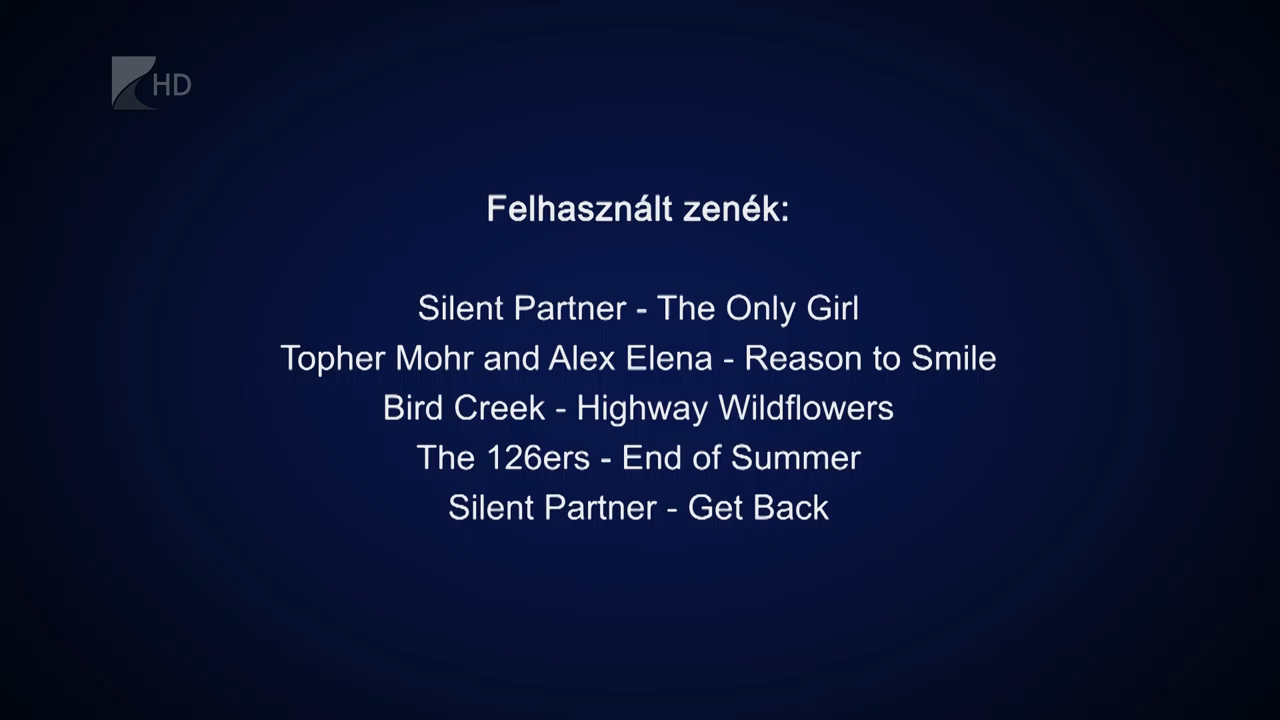 HD
Felhasznált zenék:
Silent Partner - The Only Girl
Topher Mohr and Alex Elena - Reason to Smile
Bird Creek - Highway Wildflowers
The 126ers - End of Summer
Silent Partner - Get Back